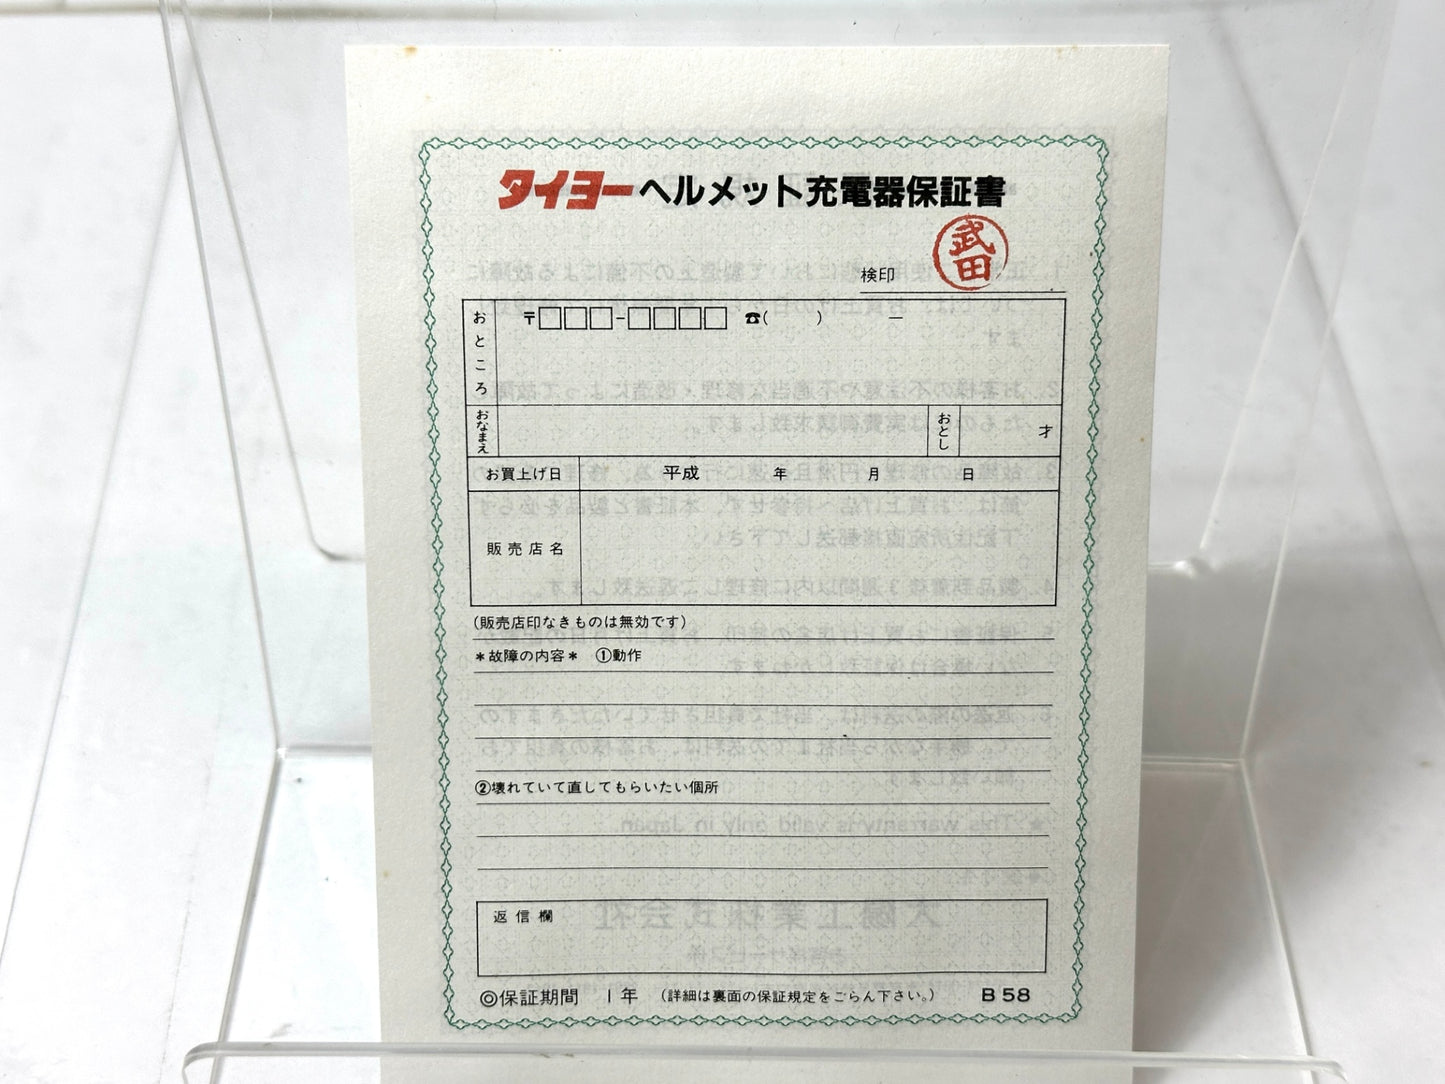 タイヨーヘルメット充電器保証書
検印 武田
おところ 〒□□□-□□□□ ☎( ) —
おなまえ おとし 才
お買上げ日 平成 年 月 日
販売店名
(販売店印なきものは無効です)
＊故障の内容＊ ①動作
②壊れていて直してもらいたい個所
返信欄
◎保証期間 1年 (詳細は裏面の保証規定をごらん下さい。) B58